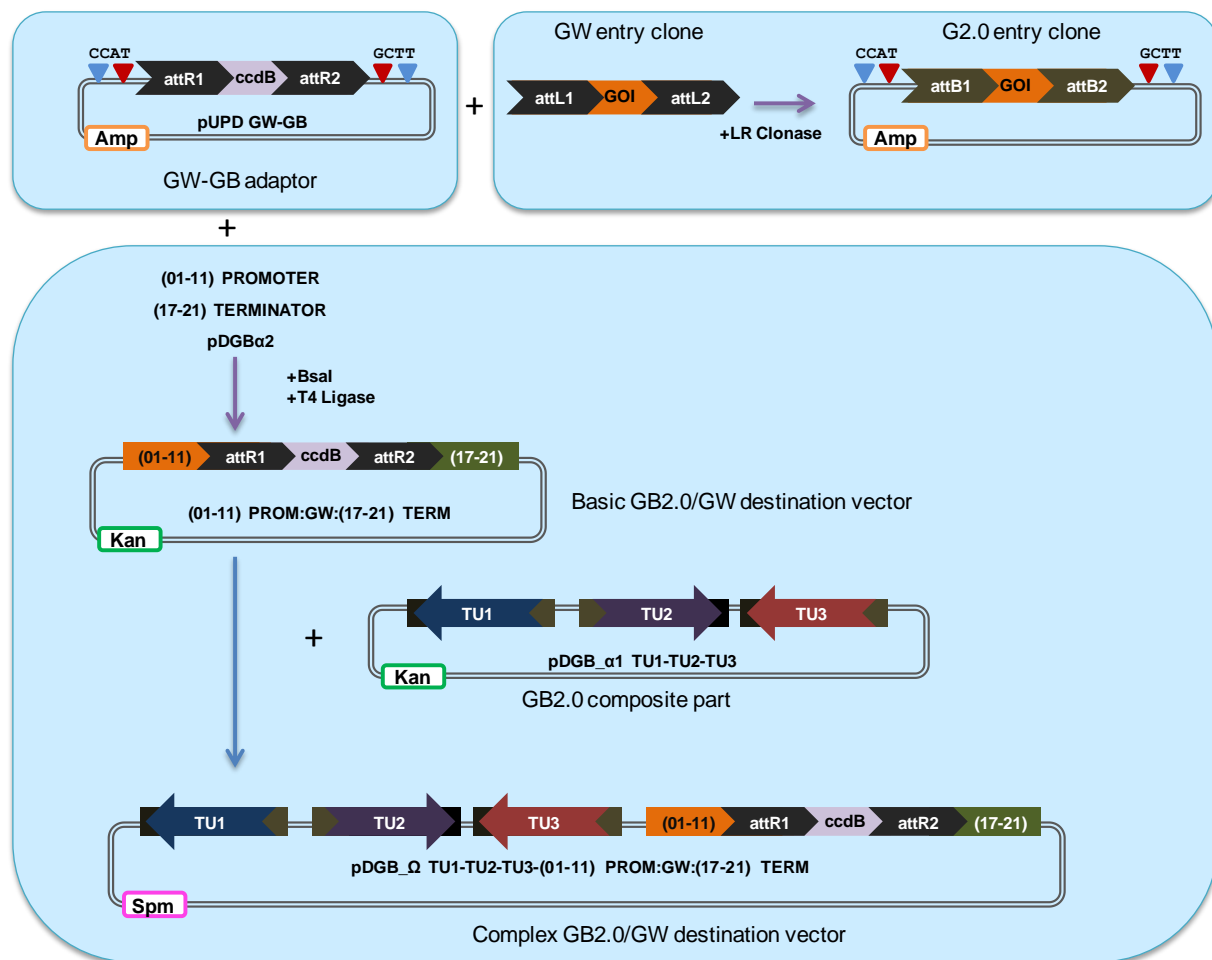 CCAT
GCTT
attR1
ccdB
attR2
pUPD GW-GB
Amp
GW-GB adaptor
+
GW entry clone
attL1
GOI
attL2
+LR Clonase
G2.0 entry clone
CCAT
GCTT
attB1
GOI
attB2
Amp
+
(01-11) PROMOTER
(17-21) TERMINATOR
pDGBα2
+BsaI
+T4 Ligase
(01-11)
attR1
ccdB
attR2
(17-21)
(01-11) PROM:GW:(17-21) TERM
Kan
Basic GB2.0/GW destination vector
+
TU1
TU2
TU3
pDGB_α1 TU1-TU2-TU3
Kan
GB2.0 composite part
TU1
TU2
TU3
(01-11)
attR1
ccdB
attR2
(17-21)
pDGB_Ω TU1-TU2-TU3-(01-11) PROM:GW:(17-21) TERM
Spm
Complex GB2.0/GW destination vector